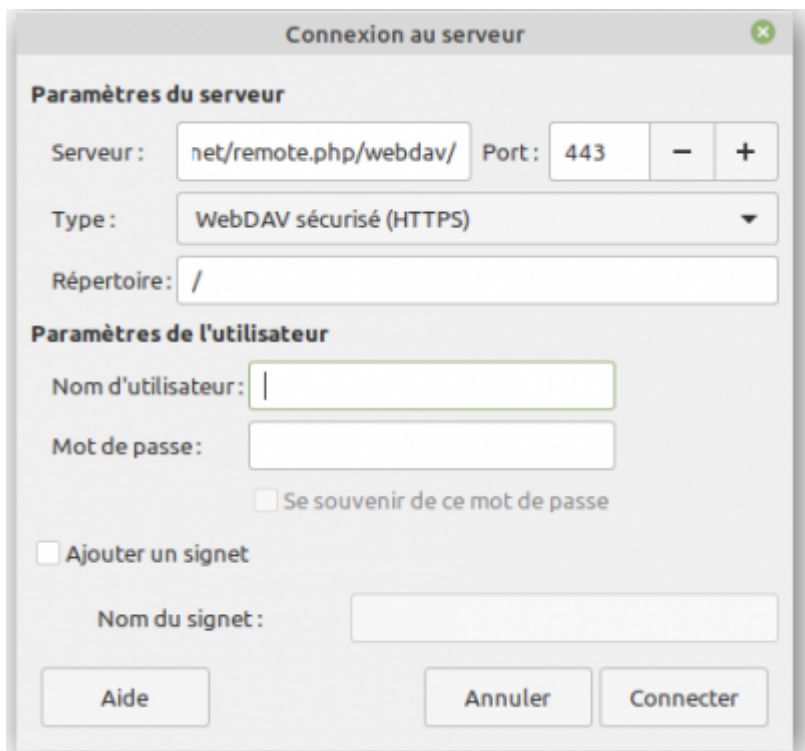 Connexion au serveur
Paramètres du serveur
Serveur : net/remote.php/webdav/ Port : 443 − +
Type : WebDAV sécurisé (HTTPS)
Répertoire : /
Paramètres de l'utilisateur
Nom d'utilisateur :
Mot de passe :
Se souvenir de ce mot de passe
Ajouter un signet
Nom du signet :
Aide Annuler Connecter